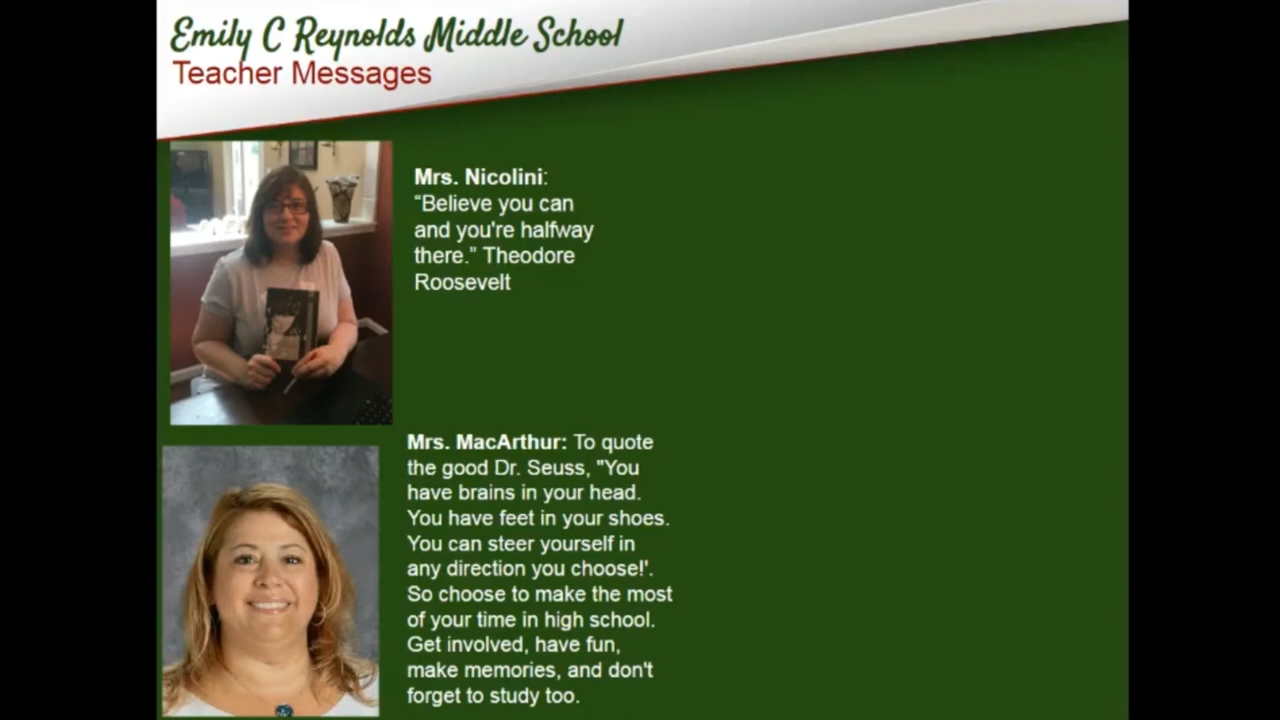 Emily C Reynolds Middle School
Teacher Messages
Mrs. Nicolini:
“Believe you can
and you're halfway
there.” Theodore
Roosevelt
Mrs. MacArthur: To quote
the good Dr. Seuss, "You
have brains in your head.
You have feet in your shoes.
You can steer yourself in
any direction you choose!'.
So choose to make the most
of your time in high school.
Get involved, have fun,
make memories, and don't
forget to study too.